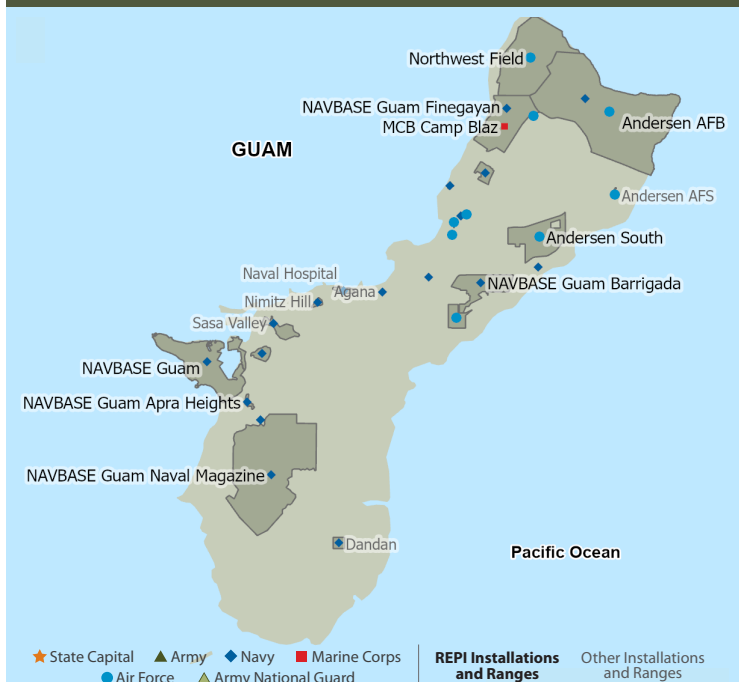 Northwest Field
NAVBASE Guam Finegayan
MCB Camp Blaz
Andersen AFB
GUAM
Andersen AFS
Andersen South
Naval Hospital
NAVBASE Guam Barrigada
Agana
Nimitz Hill
Sasa Valley
NAVBASE Guam
NAVBASE Guam Apra Heights
NAVBASE Guam Naval Magazine
Dandan
Pacific Ocean
State Capital Army Navy Marine Corps
Air Force Army National Guard
REPI Installations
and Ranges
Other Installations
and Ranges